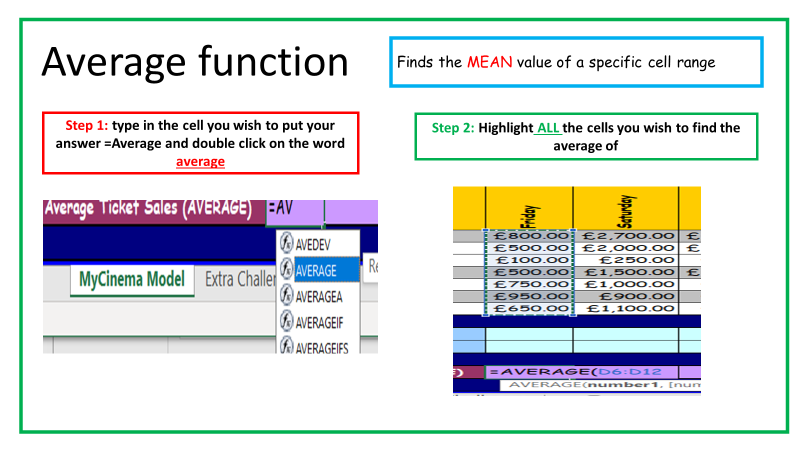 Average function
Finds the MEAN value of a specific cell range
Step 1: type in the cell you wish to put your
answer =Average and double click on the word
average
Step 2: Highlight ALL the cells you wish to find the
average of
Average Ticket Sales (AVERAGE) =AV
AVEDEV
AVERAGE
AVERAGEA
AVERAGEIF
AVERAGEIFS
MyCinema Model Extra Challen
Friday Saturday
£800.00 £2,700.00 £
£500.00 £2,000.00 £
£100.00 £250.00
£500.00 £1,500.00 £
£750.00 £1,000.00
£950.00 £900.00
£650.00 £1,100.00
=AVERAGE(D6:D12
AVERAGE(number1, [num